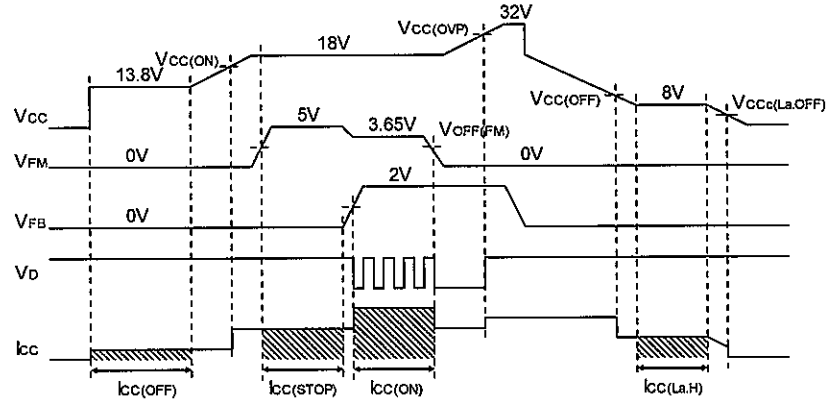 32V
VCC(OVP)
VCC(ON)
18V
13.8V
VCC(OFF)
8V
VCCc(La.OFF)
VCC
5V
3.65V
VOFF(FM)
VFM
0V
0V
2V
VFB
0V
VD
ICC
ICC(OFF)
ICC(STOP)
ICC(ON)
ICC(La.H)